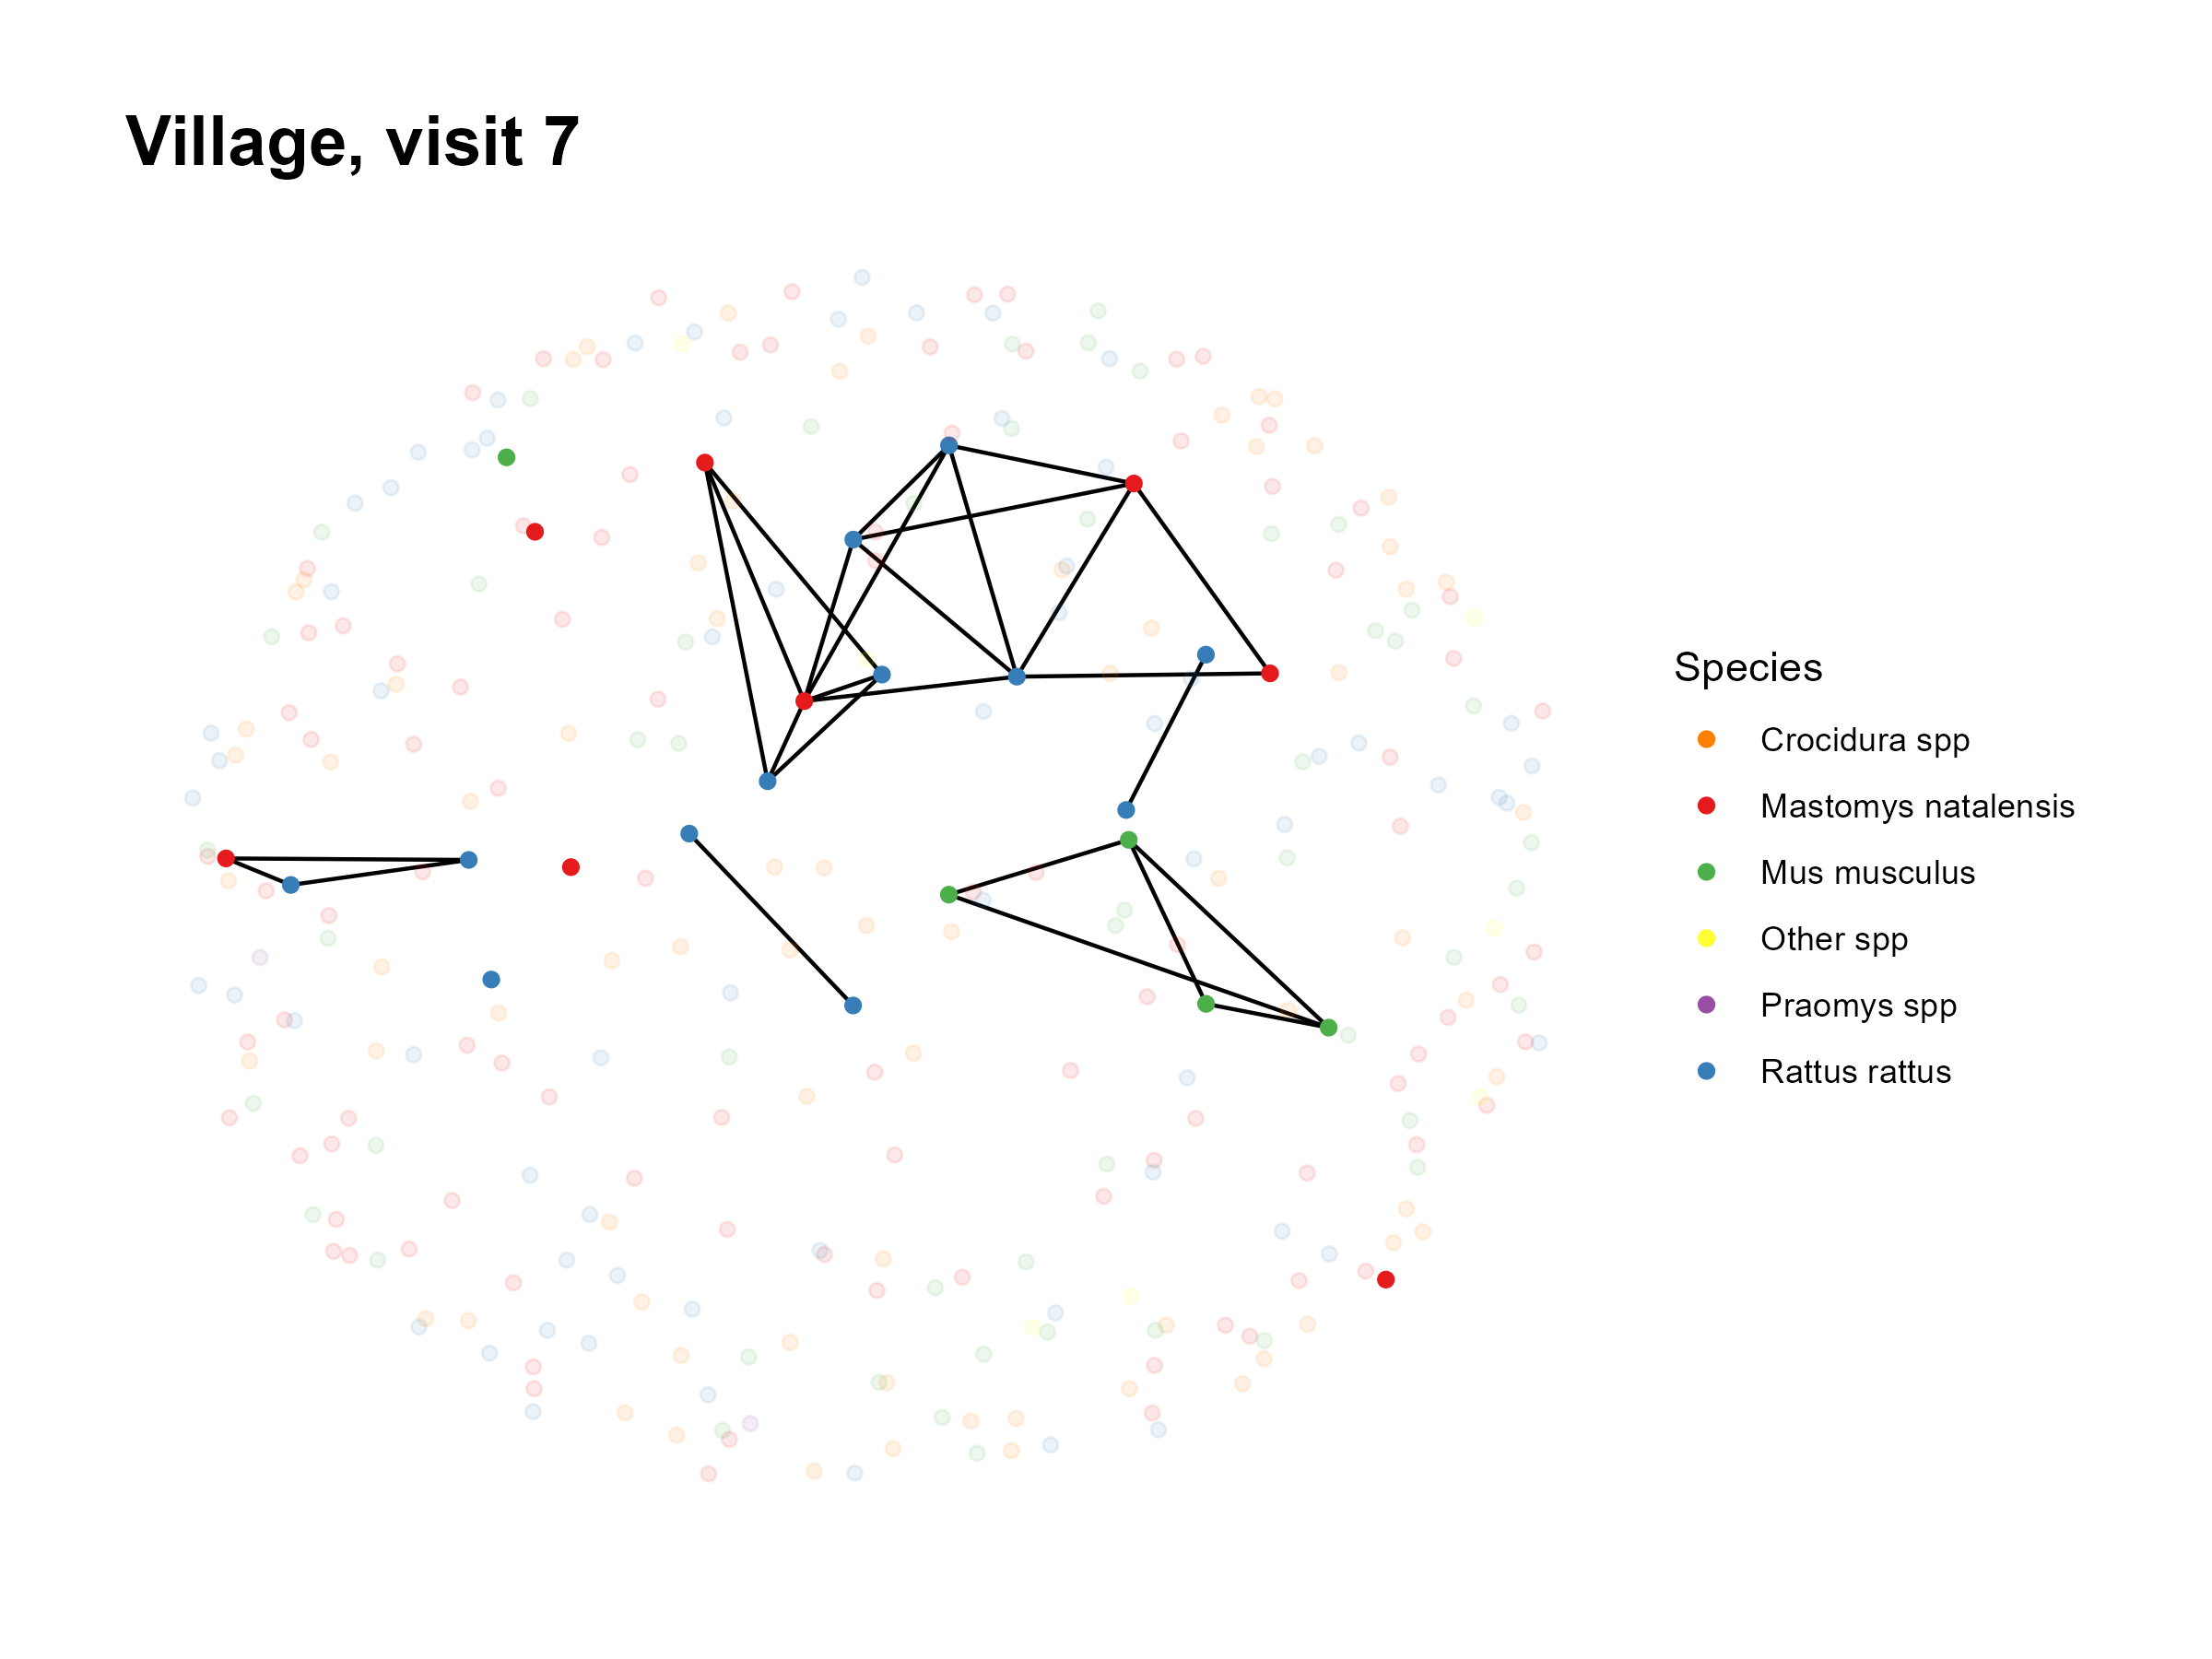 Village, visit 7
Species
Crocidura spp
Mastomys natalensis
Mus musculus
Other spp
Praomys spp
Rattus rattus